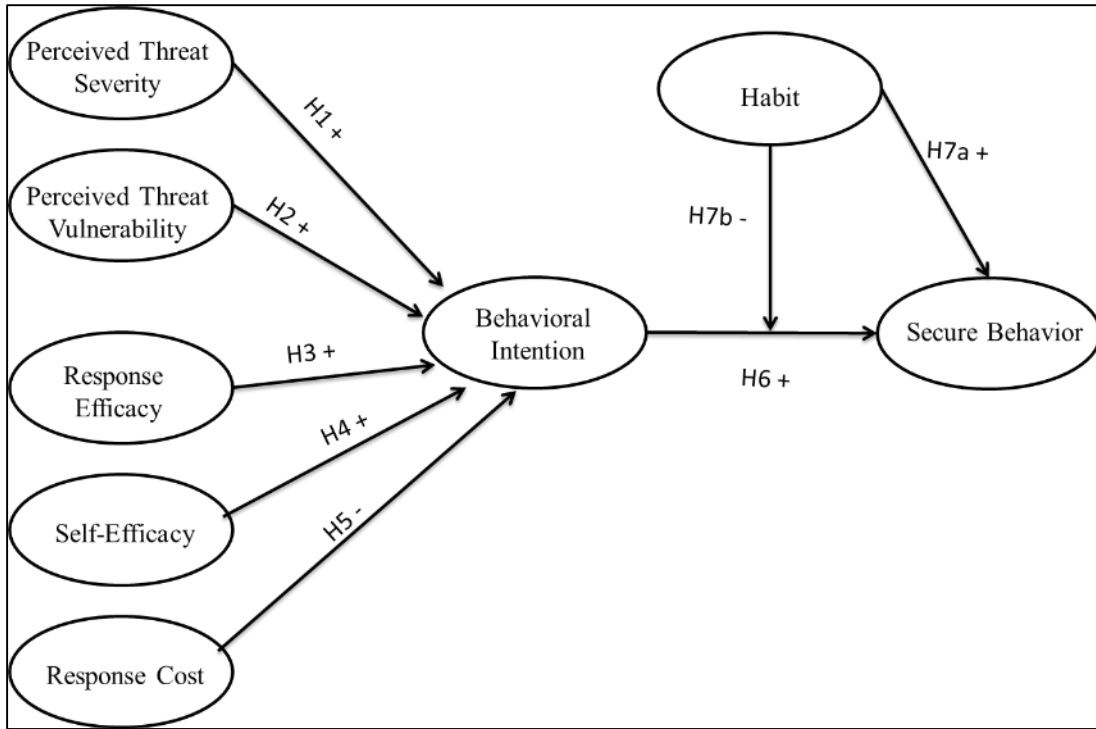 Perceived Threat
Severity
H1 +
Perceived Threat
Vulnerability
H2 +
Response
Efficacy
H3 +
Self-Efficacy
H4 +
Response Cost
H5 -
Behavioral
Intention
H6 +
Habit
H7a +
H7b -
Secure Behavior